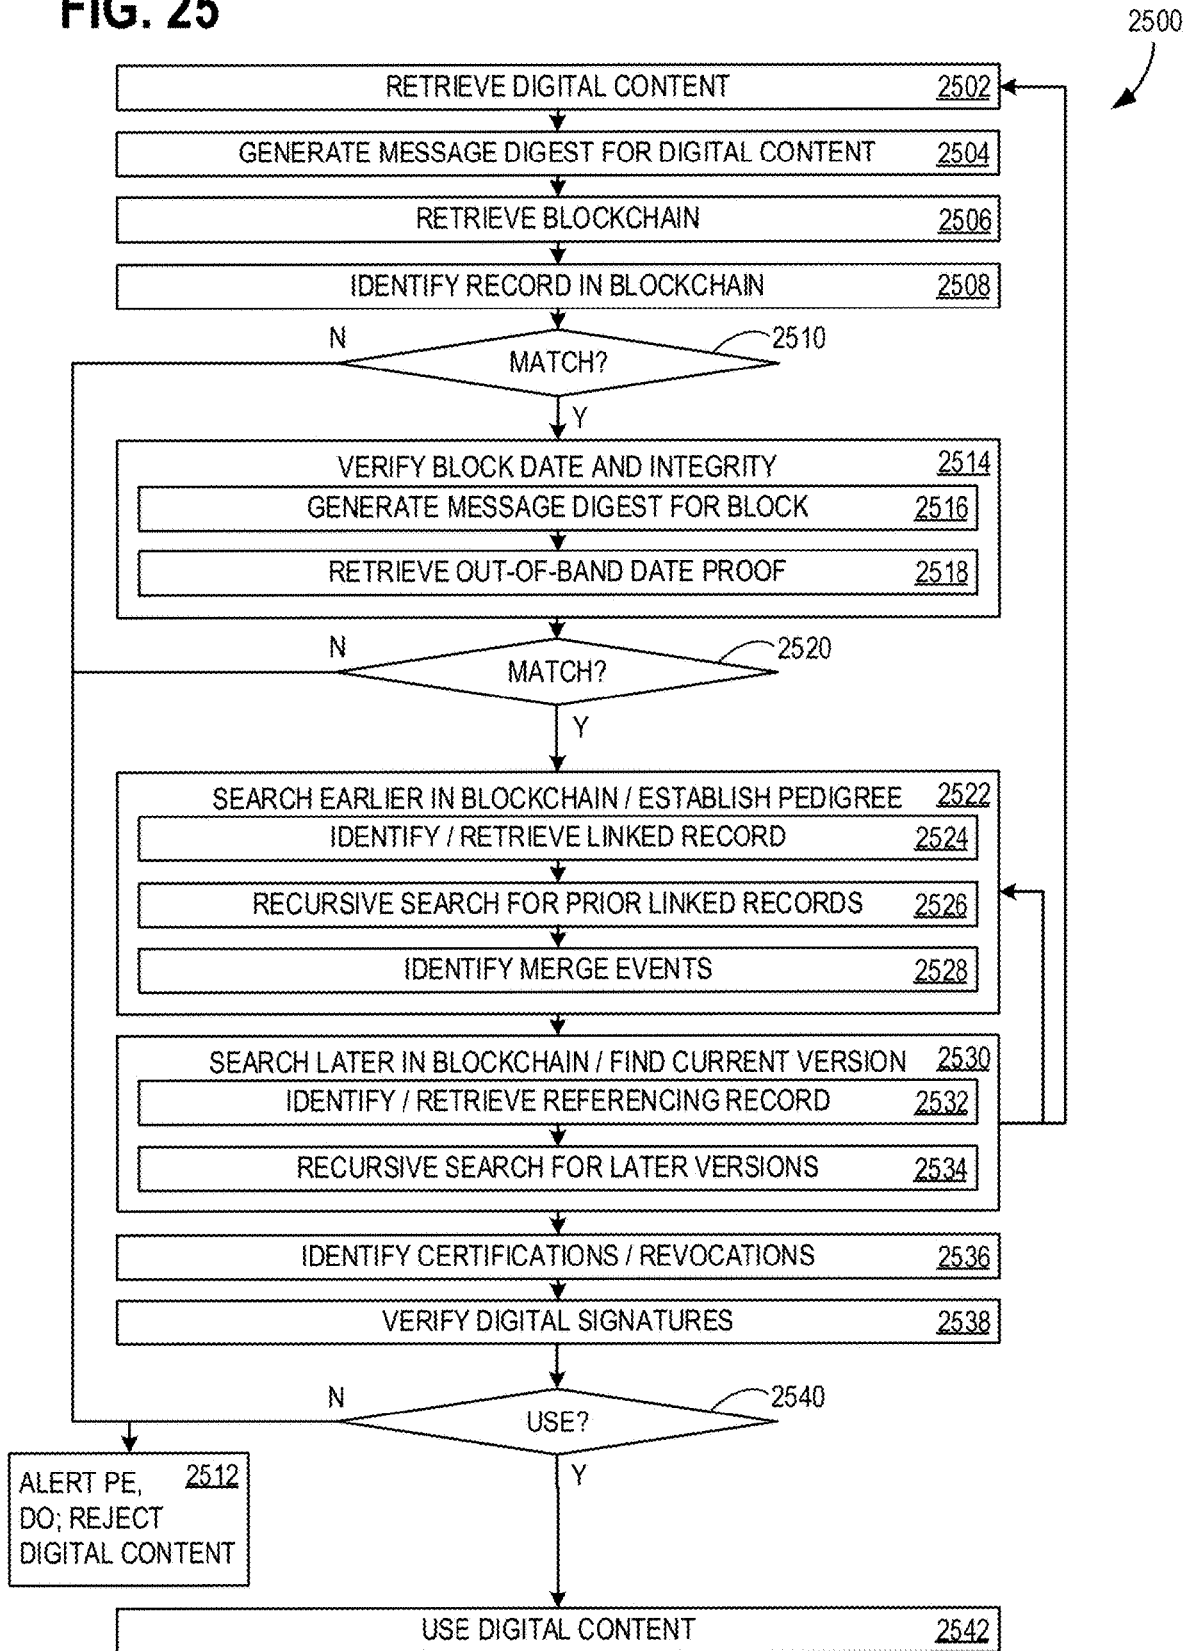 FIG. 25
2500
RETRIEVE DIGITAL CONTENT 2502
GENERATE MESSAGE DIGEST FOR DIGITAL CONTENT 2504
RETRIEVE BLOCKCHAIN 2506
IDENTIFY RECORD IN BLOCKCHAIN 2508
N
MATCH?
2510
Y
VERIFY BLOCK DATE AND INTEGRITY 2514
GENERATE MESSAGE DIGEST FOR BLOCK 2516
RETRIEVE OUT-OF-BAND DATE PROOF 2518
N
MATCH?
2520
Y
SEARCH EARLIER IN BLOCKCHAIN / ESTABLISH PEDIGREE 2522
IDENTIFY / RETRIEVE LINKED RECORD 2524
RECURSIVE SEARCH FOR PRIOR LINKED RECORDS 2526
IDENTIFY MERGE EVENTS 2528
SEARCH LATER IN BLOCKCHAIN / FIND CURRENT VERSION 2530
IDENTIFY / RETRIEVE REFERENCING RECORD 2532
RECURSIVE SEARCH FOR LATER VERSIONS 2534
IDENTIFY CERTIFICATIONS / REVOCATIONS 2536
VERIFY DIGITAL SIGNATURES 2538
N
USE?
2540
Y
ALERT PE, 2512
DO; REJECT
DIGITAL CONTENT
USE DIGITAL CONTENT 2542